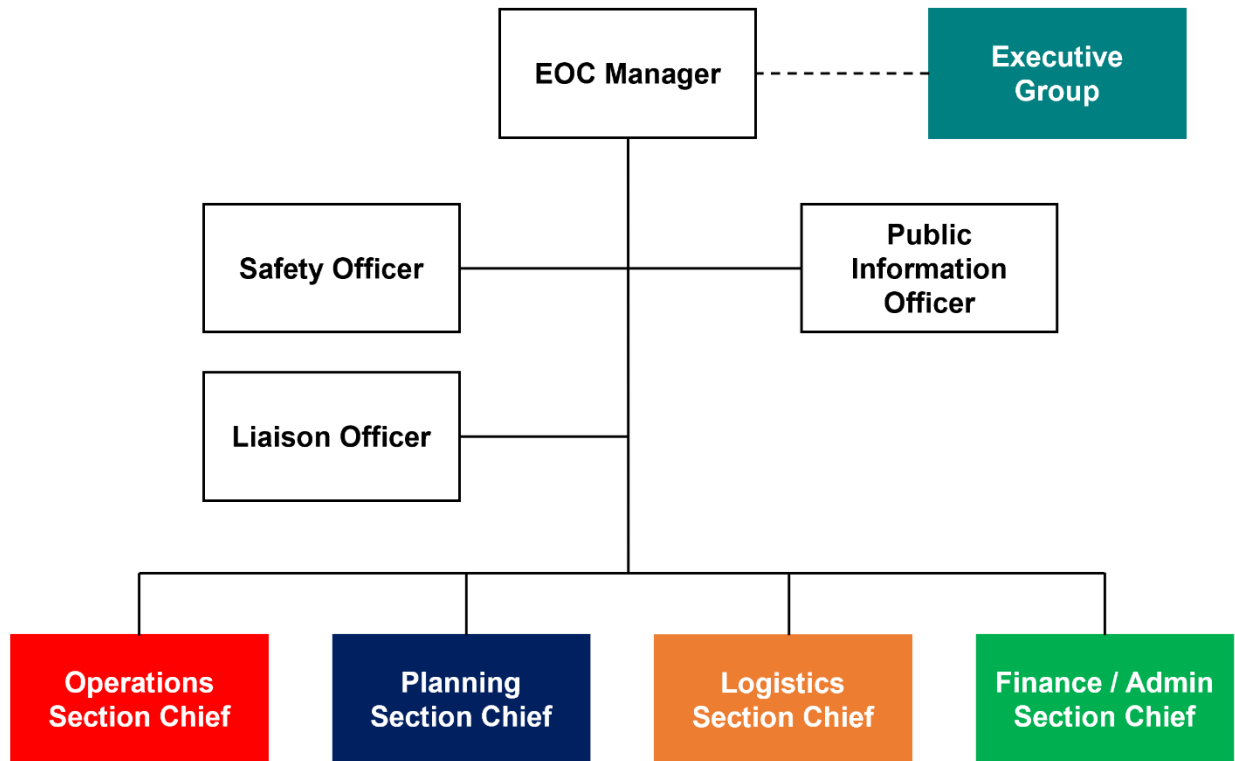 EOC Manager
Executive
Group
Safety Officer
Public
Information
Officer
Liaison Officer
Operations
Section Chief
Planning
Section Chief
Logistics
Section Chief
Finance / Admin
Section Chief